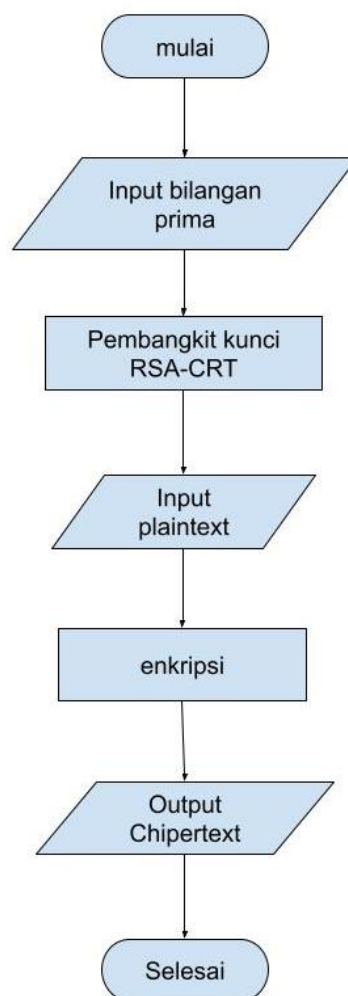 mulai
Input bilangan
prima
Pembangkit kunci
RSA-CRT
Input
plaintext
enkripsi
Output
Chipertext
Selesai